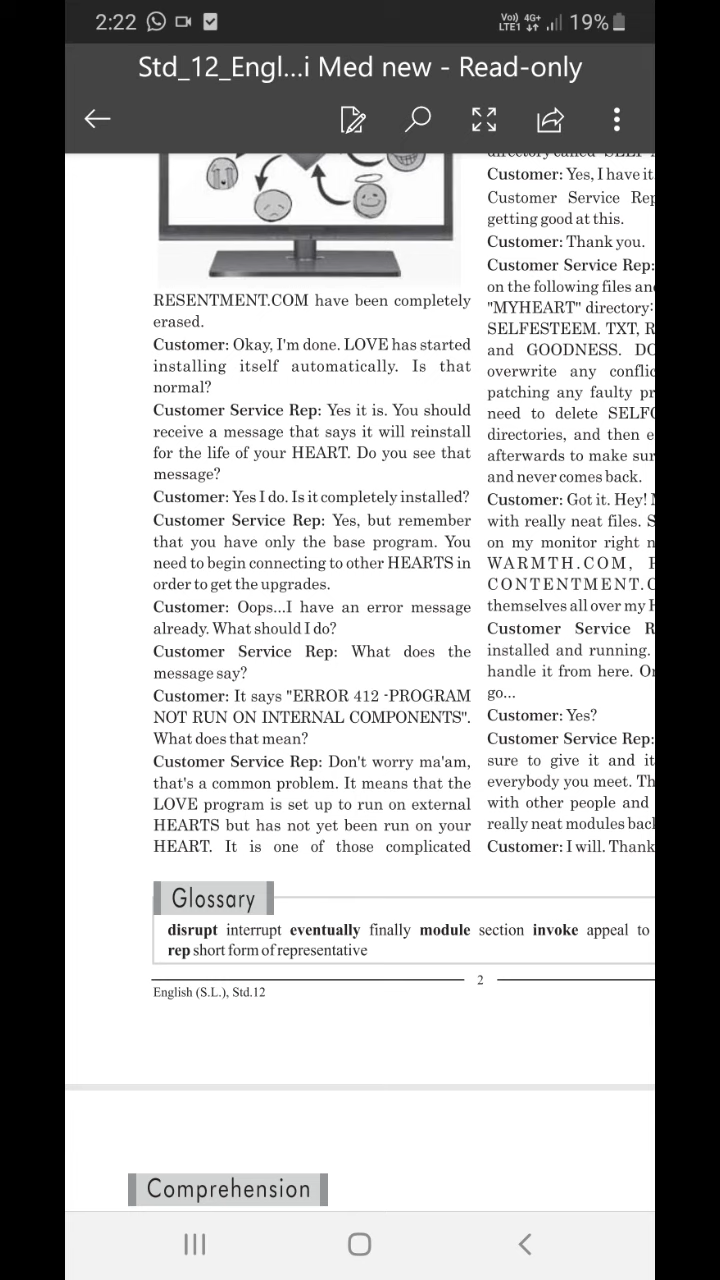 2:22
Vo)) 4G+
LTE1
19%
Std_12_Engl...i Med new - Read-only
RESENTMENT.COM have been completely
erased.
Customer: Okay, I'm done. LOVE has started
installing itself automatically. Is that
normal?
Customer Service Rep: Yes it is. You should
receive a message that says it will reinstall
for the life of your HEART. Do you see that
message?
Customer: Yes I do. Is it completely installed?
Customer Service Rep: Yes, but remember
that you have only the base program. You
need to begin connecting to other HEARTS in
order to get the upgrades.
Customer: Oops...I have an error message
already. What should I do?
Customer Service Rep: What does the
message say?
Customer: It says "ERROR 412 -PROGRAM
NOT RUN ON INTERNAL COMPONENTS".
What does that mean?
Customer Service Rep: Don't worry ma'am,
that's a common problem. It means that the
LOVE program is set up to run on external
HEARTS but has not yet been run on your
HEART. It is one of those complicated
Customer: Yes, I have it
Customer Service Rep
getting good at this.
Customer: Thank you.
Customer Service Rep:
on the following files an
"MYHEART" directory:
SELFESTEEM. TXT, R
and GOODNESS. DO
overwrite any conflic
patching any faulty pr
need to delete SELFC
directories, and then e
afterwards to make sur
and never comes back.
Customer: Got it. Hey!
with really neat files. S
on my monitor right n
WARMTH.COM,
CONTENTMENT.C
themselves all over my
Customer Service R
installed and running.
handle it from here. O
go...
Customer: Yes?
Customer Service Rep:
sure to give it and it
everybody you meet. Th
with other people and
really neat modules bac
Customer: I will. Thank
Glossary
disrupt interrupt eventually finally module section invoke appeal to
rep short form of representative
2
English (S.L.), Std.12
Comprehension